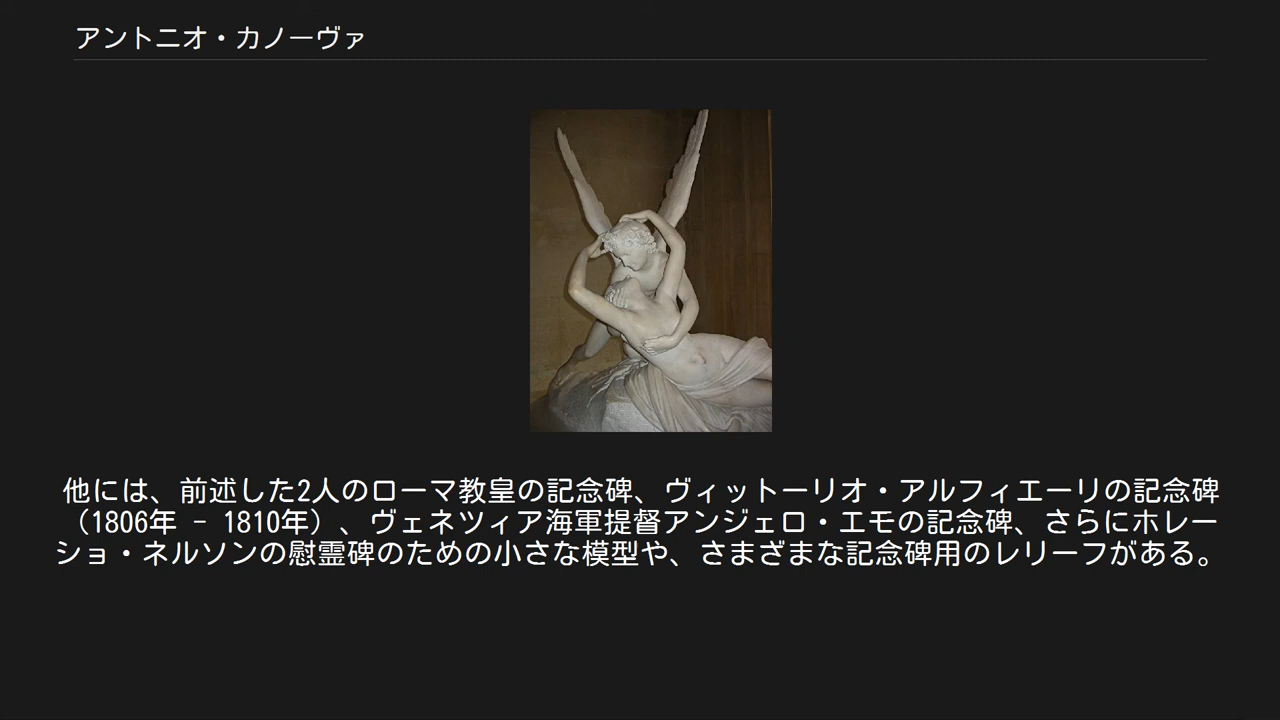 アントニオ・カノーヴァ
他には、前述した2人のローマ教皇の記念碑、ヴィットーリオ・アルフィエーリの記念碑
（1806年 - 1810年）、ヴェネツィア海軍提督アンジェロ・エモの記念碑、さらにホレー
ショ・ネルソンの慰霊碑のための小さな模型や、さまざまな記念碑用のレリーフがある。